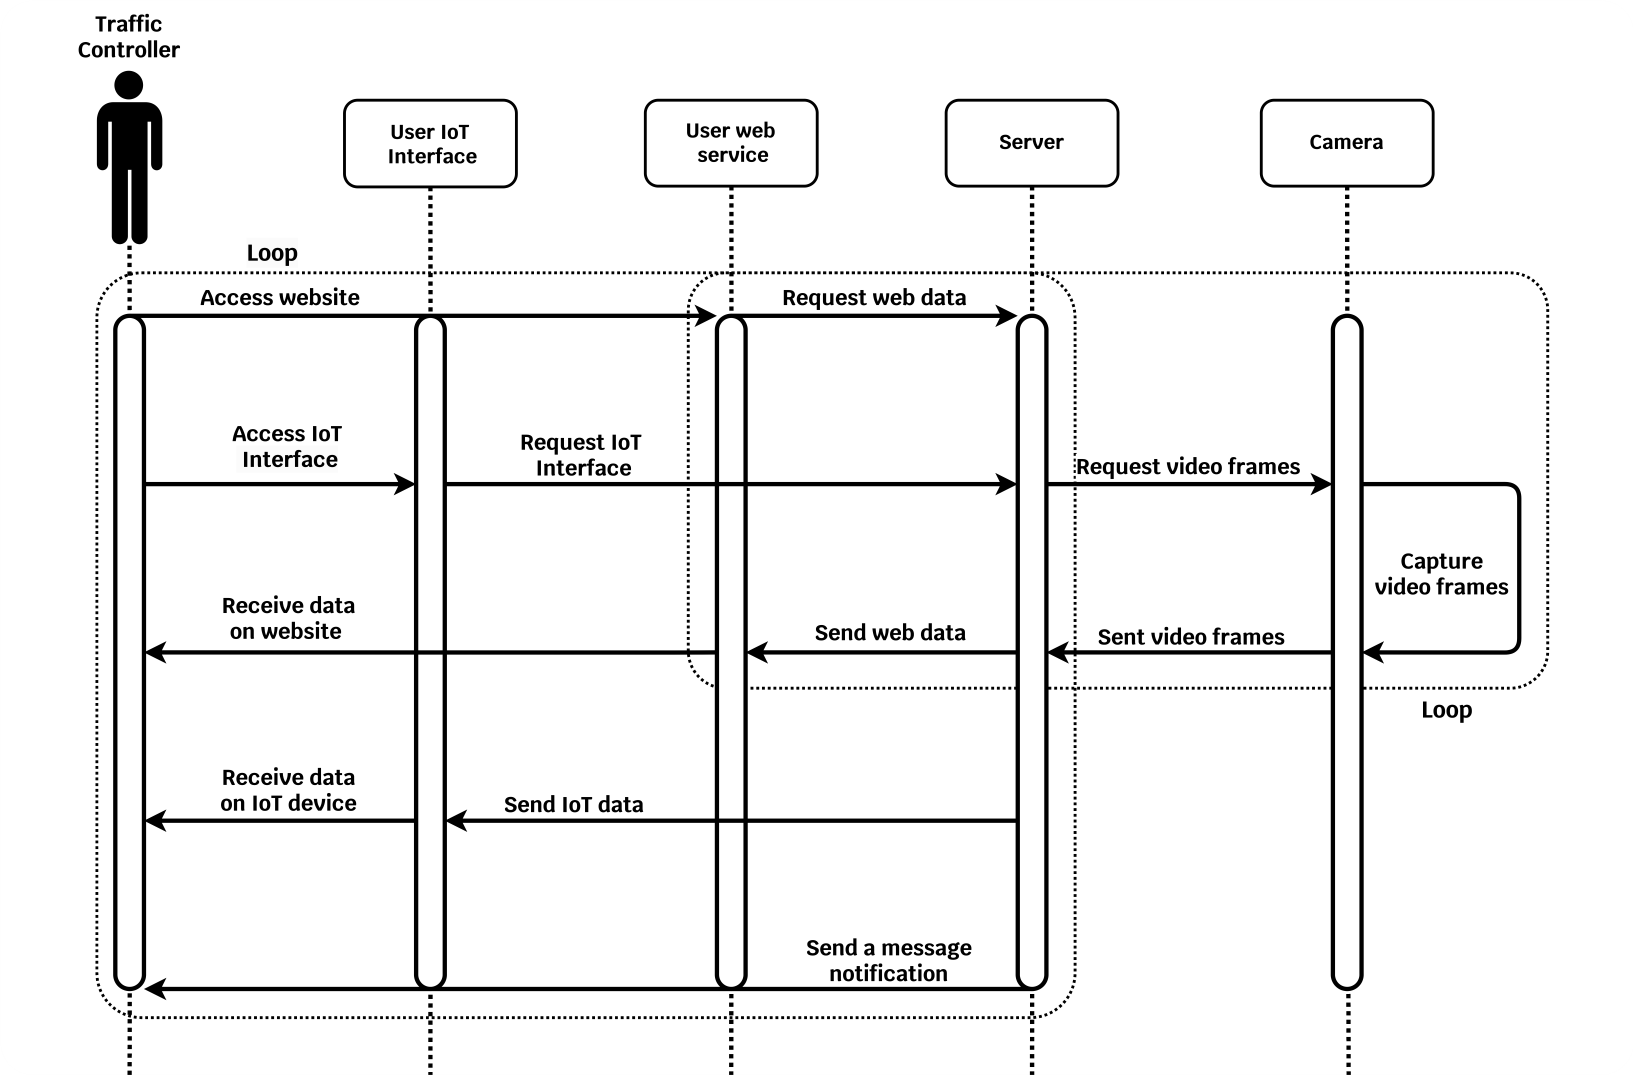 Traffic
Controller
User IoT
Interface
User web
service
Server
Camera
Loop
Access website
Request web data
Access IoT
Interface
Request IoT
Interface
Request video frames
Capture
video frames
Receive data
on website
Send web data
Sent video frames
Loop
Receive data
on IoT device
Send IoT data
Send a message
notification